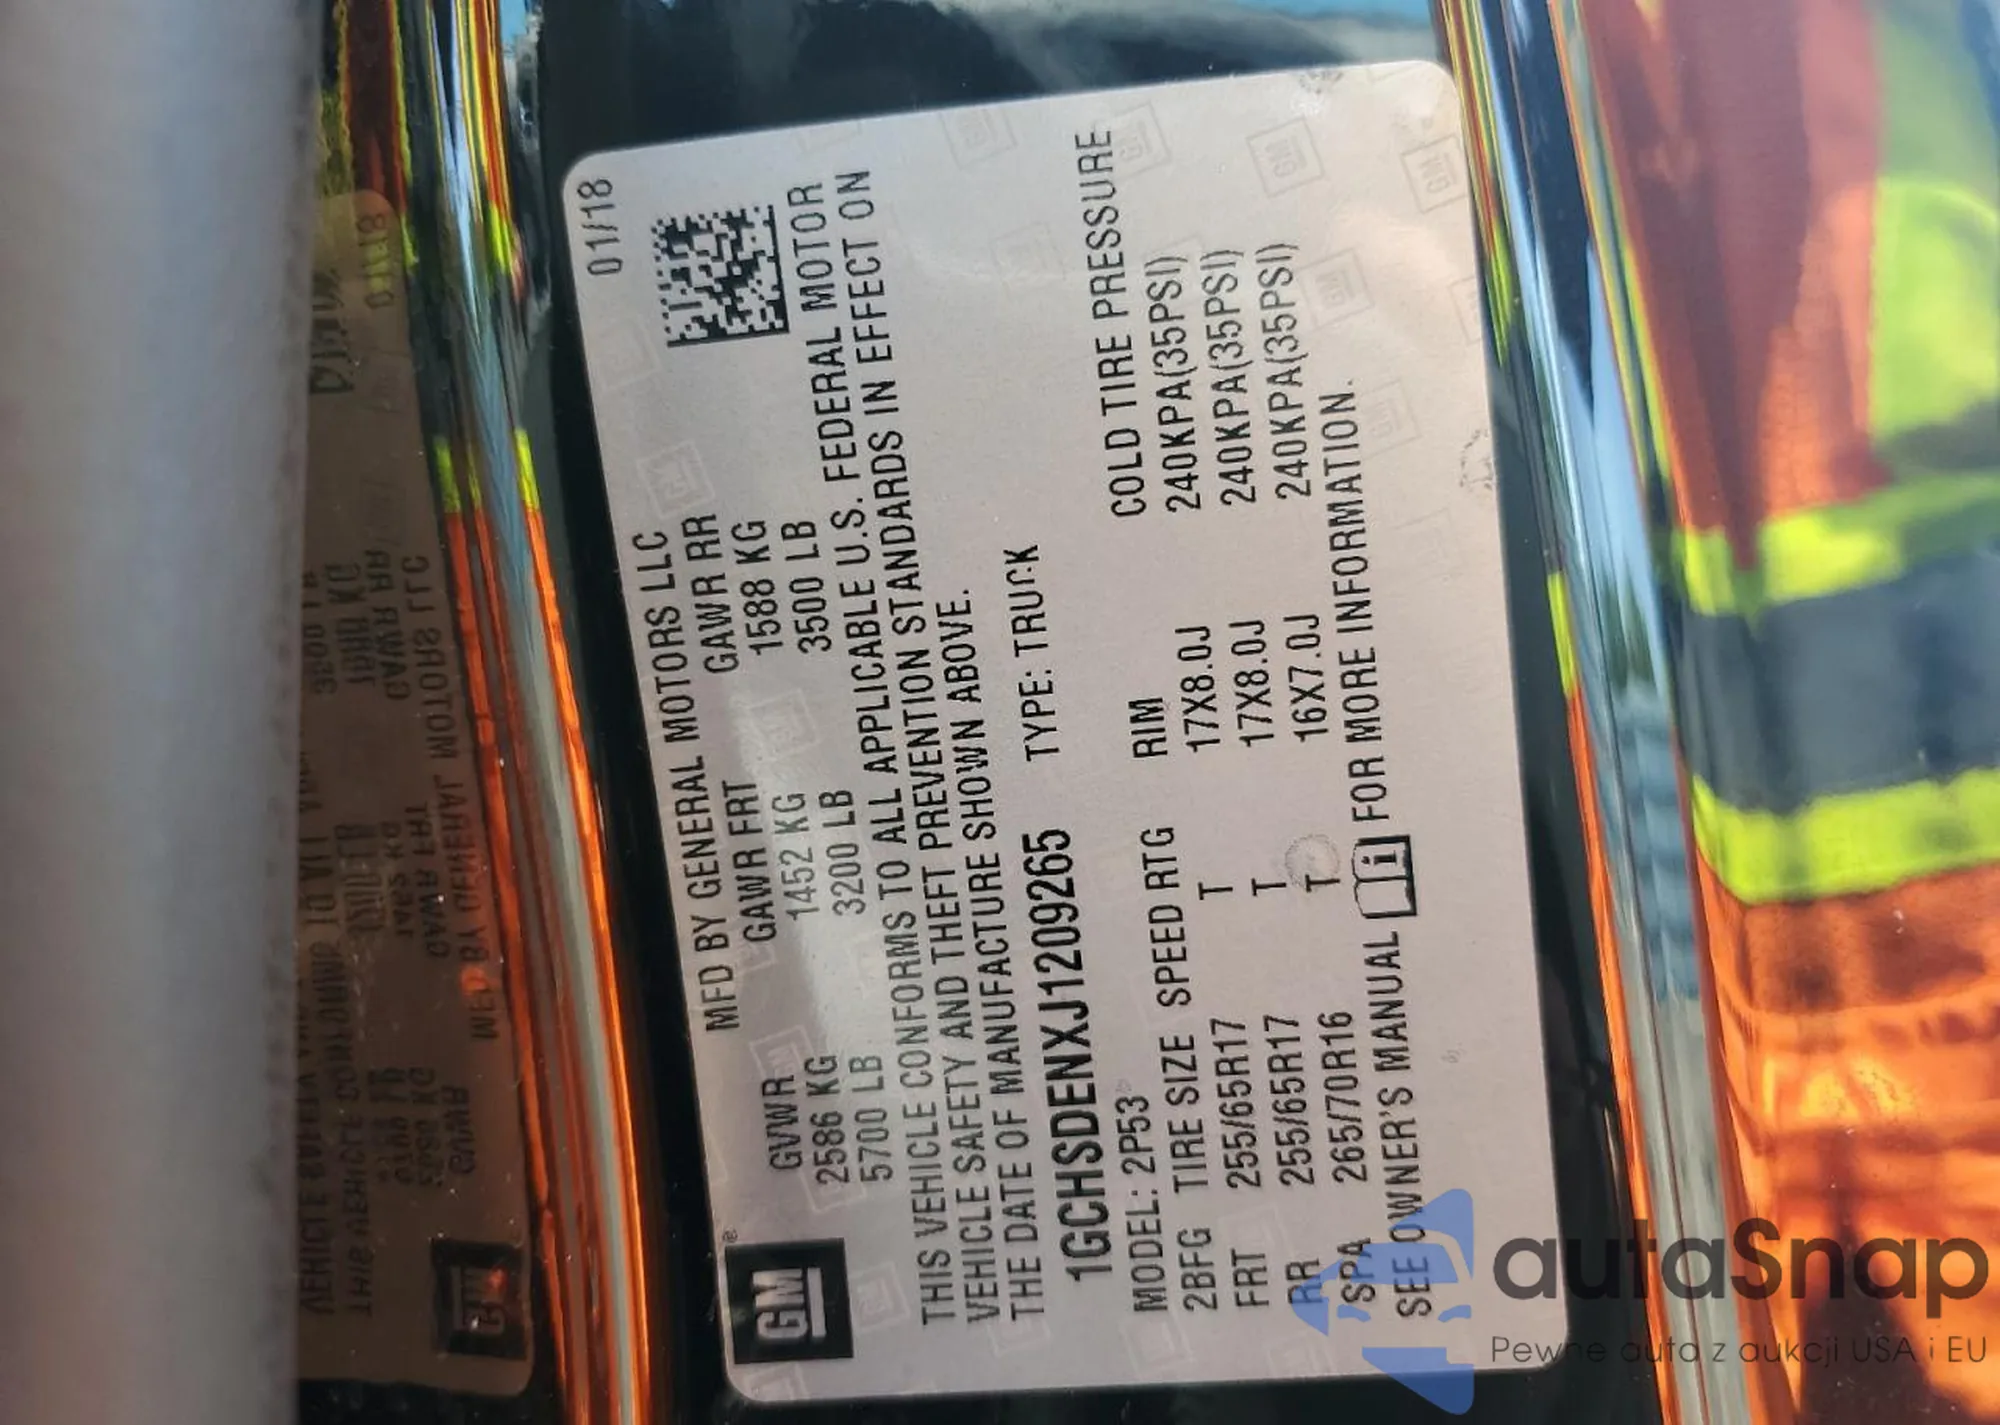 01/18
MFD BY GENERAL MOTORS LLC
GM
GVWR GAWR FRT GAWR RR
2586 KG 1452 KG 1588 KG
5700 LB 3200 LB 3500 LB
THIS VEHICLE CONFORMS TO ALL APPLICABLE U.S. FEDERAL MOTOR
VEHICLE SAFETY AND THEFT PREVENTION STANDARDS IN EFFECT ON
THE DATE OF MANUFACTURE SHOWN ABOVE.
1GCHSDENXJ1209265 TYPE: TRUCK
MODEL: 2P53
2BFG TIRE SIZE SPEED RTG RIM COLD TIRE PRESSURE
FRT 255/65R17 T 17X8.0J 240KPA(35PSI)
RR 255/65R17 T 17X8.0J 240KPA(35PSI)
SPA 265/70R16 T 16X7.0J 240KPA(35PSI)
SEE OWNER'S MANUAL FOR MORE INFORMATION.
autaSnap
Pewne auta z aukcji USA i EU